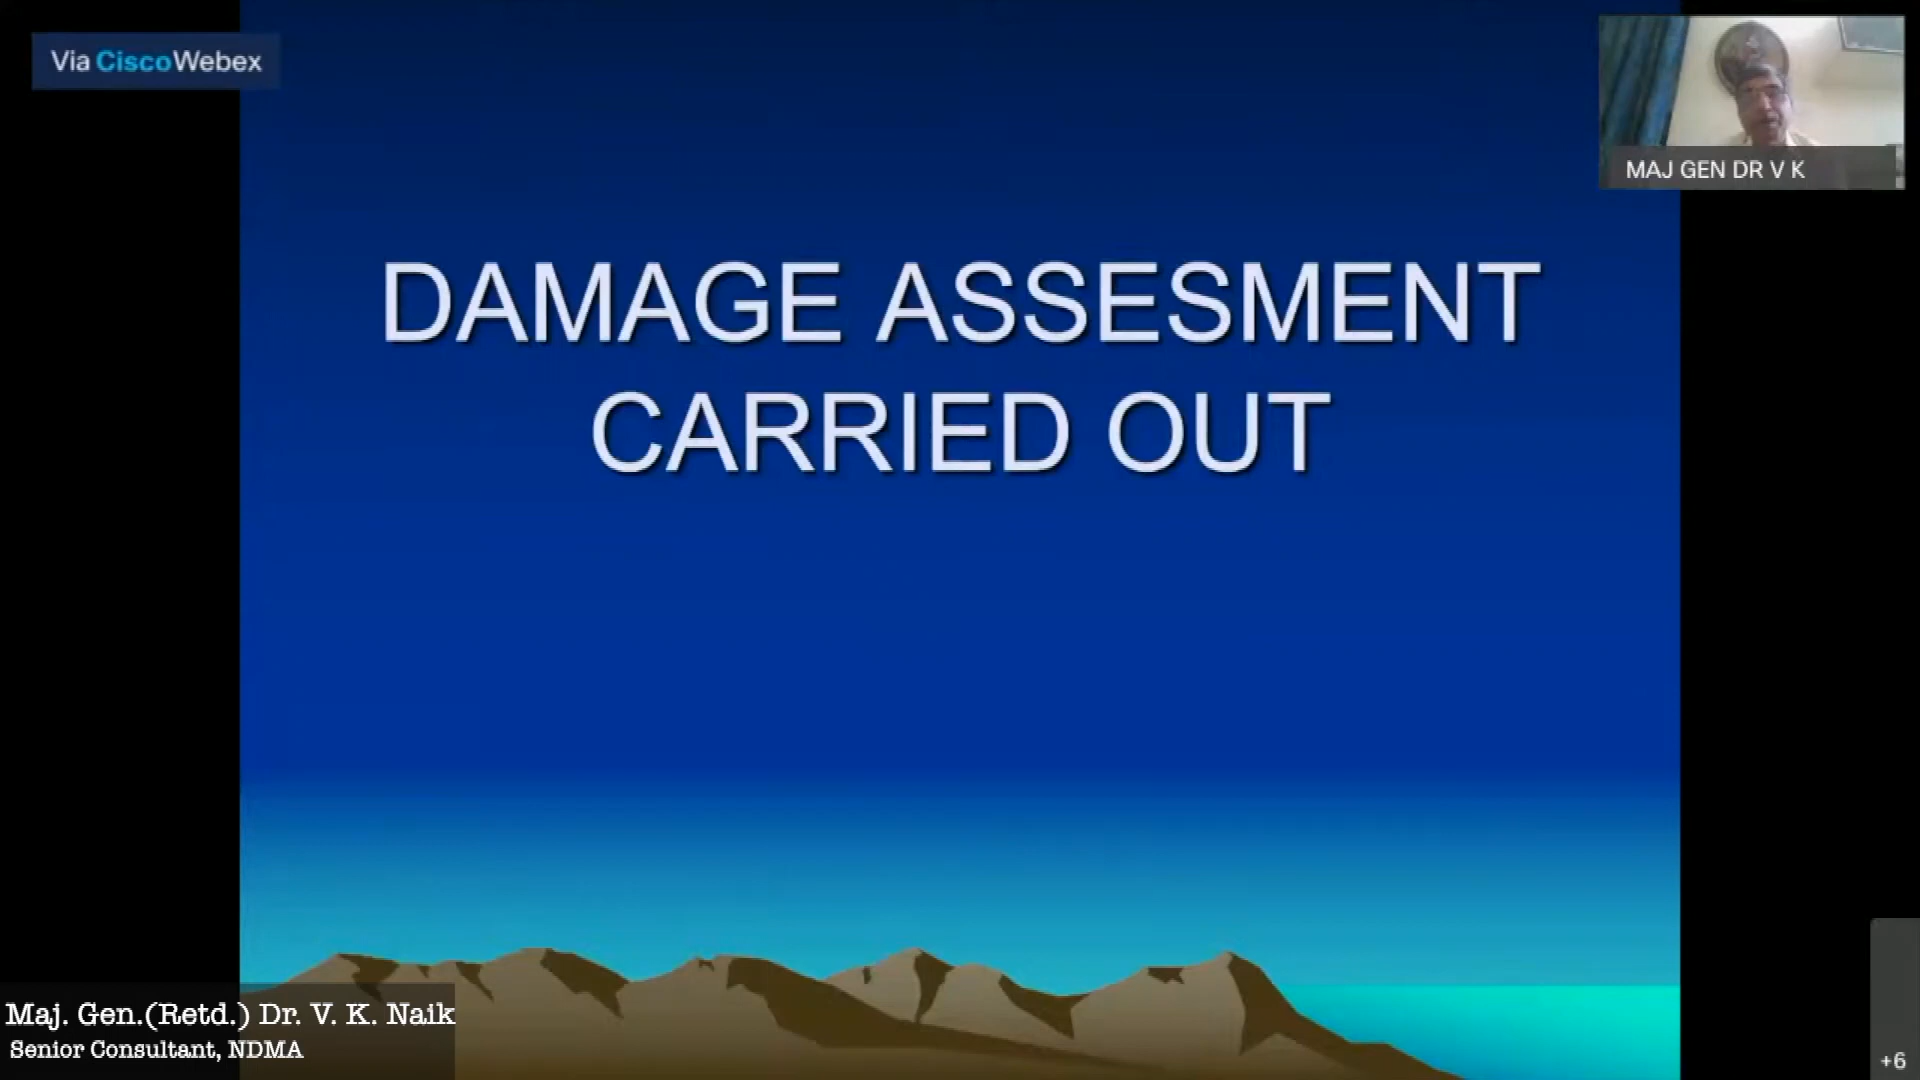 Via CiscoWebex
MAJ GEN DR V K
DAMAGE ASSESMENT
CARRIED OUT
Maj. Gen.(Retd.) Dr. V. K. Naik
Senior Consultant, NDMA
+6